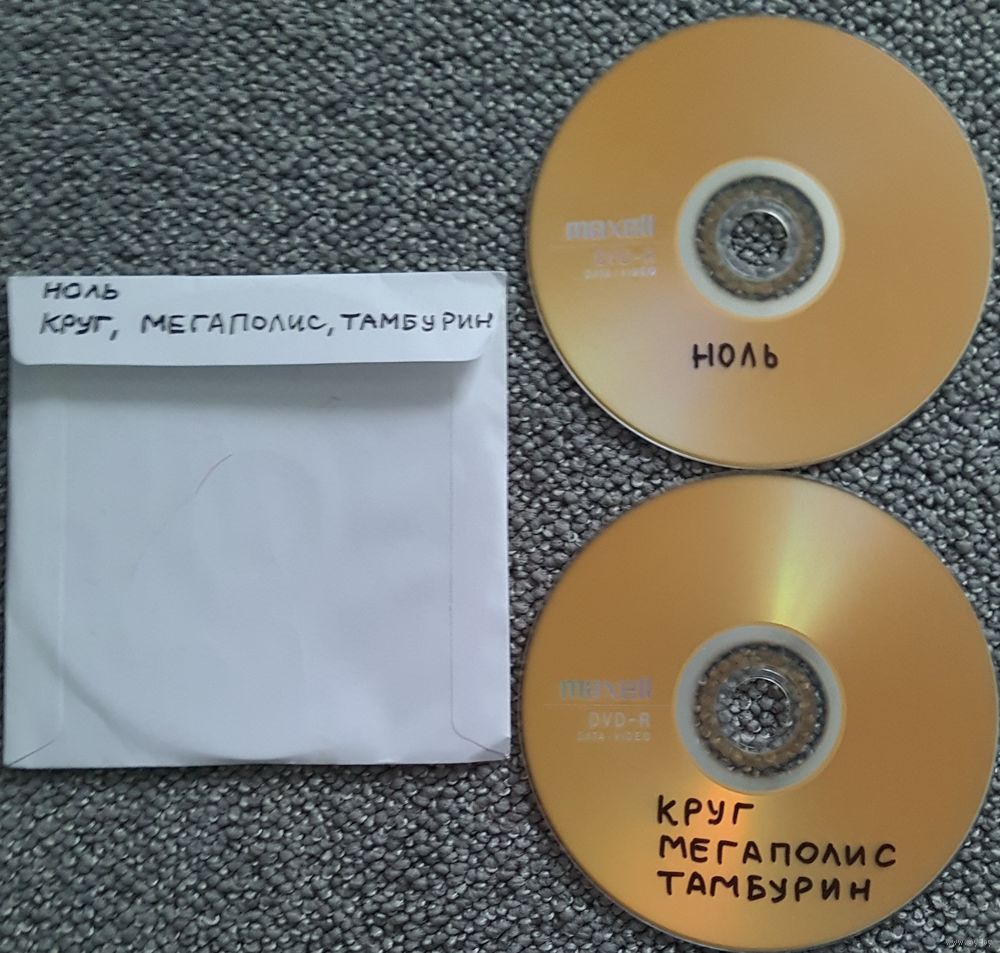 НОЛЬ
КРУГ, МЕГАПОЛИС, ТАМБУРИН
maxell
DVD-R
DATA · VIDEO
НОЛЬ
maxell
DVD-R
DATA · VIDEO
КРУГ
МЕГАПОЛИС
ТАМБУРИН